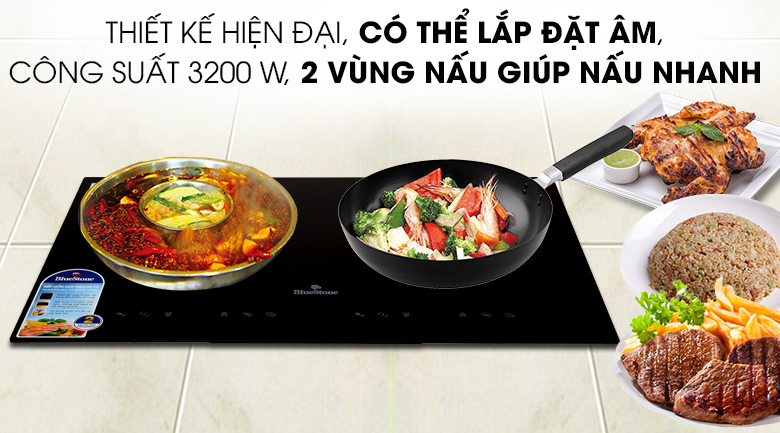 THIẾT KẾ HIỆN ĐẠI, CÓ THỂ LẮP ĐẶT ÂM,
CÔNG SUẤT 3200 W, 2 VÙNG NẤU GIÚP NẤU NHANH
BlueStone
BlueStone